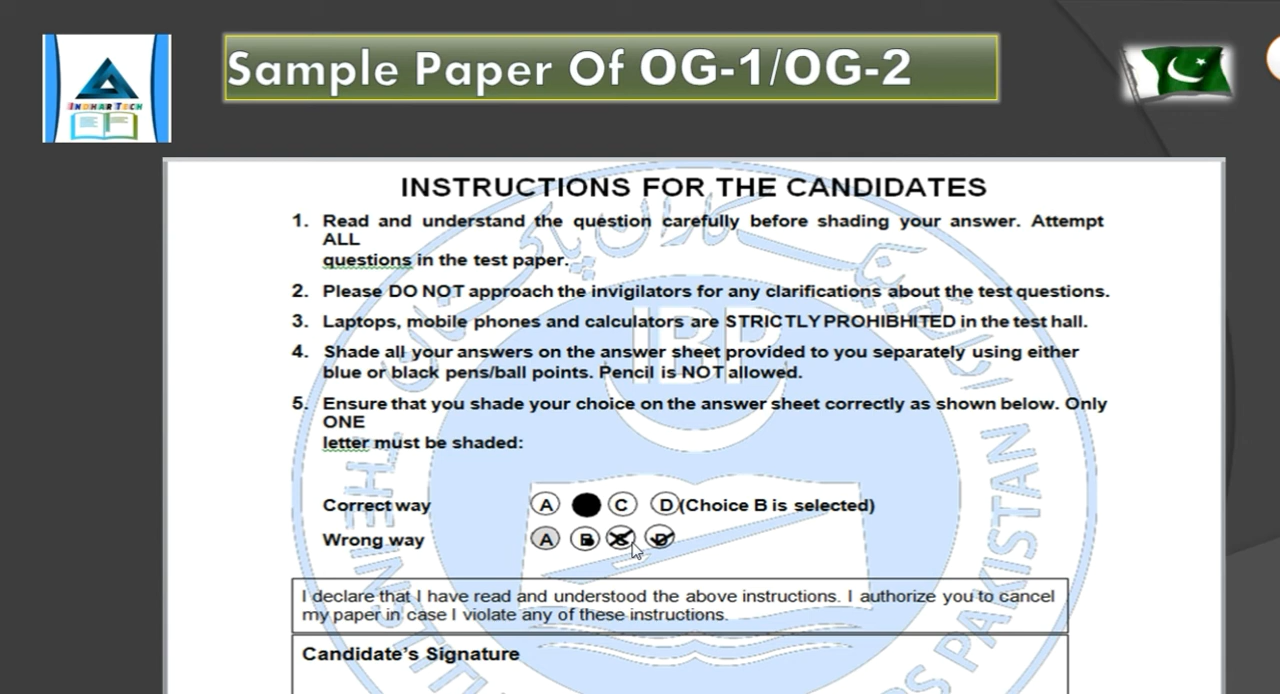 Sample Paper Of OG-1/OG-2
INDHAR TECH
INSTRUCTIONS FOR THE CANDIDATES
1. Read and understand the question carefully before shading your answer. Attempt
ALL
questions in the test paper.
2. Please DO NOT approach the invigilators for any clarifications about the test questions.
3. Laptops, mobile phones and calculators are STRICTLY PROHIBHITED in the test hall.
4. Shade all your answers on the answer sheet provided to you separately using either
blue or black pens/ball points. Pencil is NOT allowed.
5. Ensure that you shade your choice on the answer sheet correctly as shown below. Only
ONE
letter must be shaded:
Correct way A C D (Choice B is selected)
Wrong way A B C D
I declare that I have read and understood the above instructions. I authorize you to cancel
my paper in case I violate any of these instructions.
Candidate's Signature
IBP
PAKISTAN